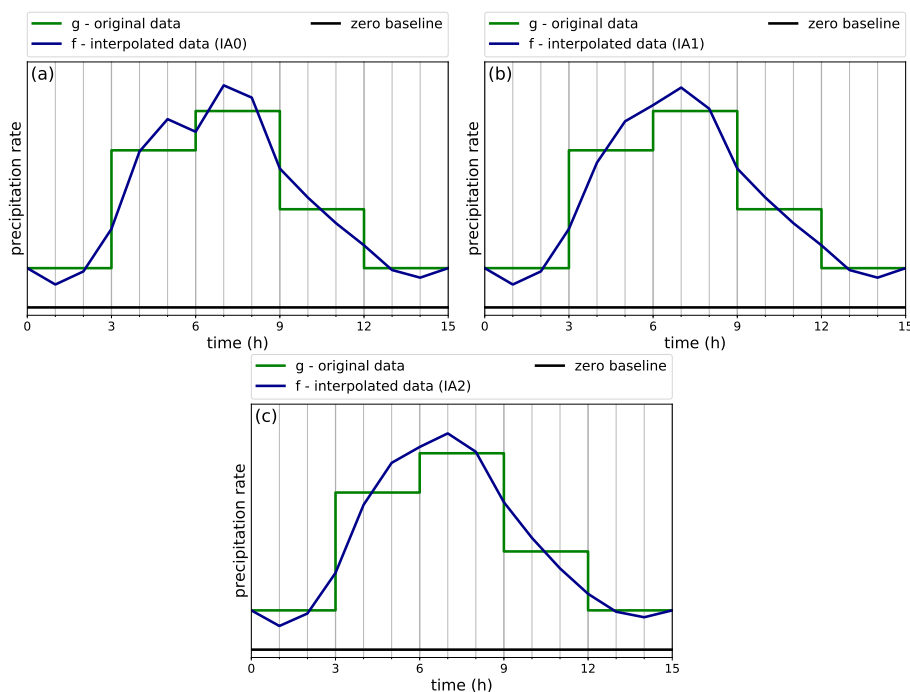 g - original data
zero baseline
f - interpolated data (IA0)
(a)
precipitation rate
0 3 6 9 12 15
time (h)
g - original data
zero baseline
f - interpolated data (IA1)
(b)
precipitation rate
0 3 6 9 12 15
time (h)
g - original data
zero baseline
f - interpolated data (IA2)
(c)
precipitation rate
0 3 6 9 12 15
time (h)